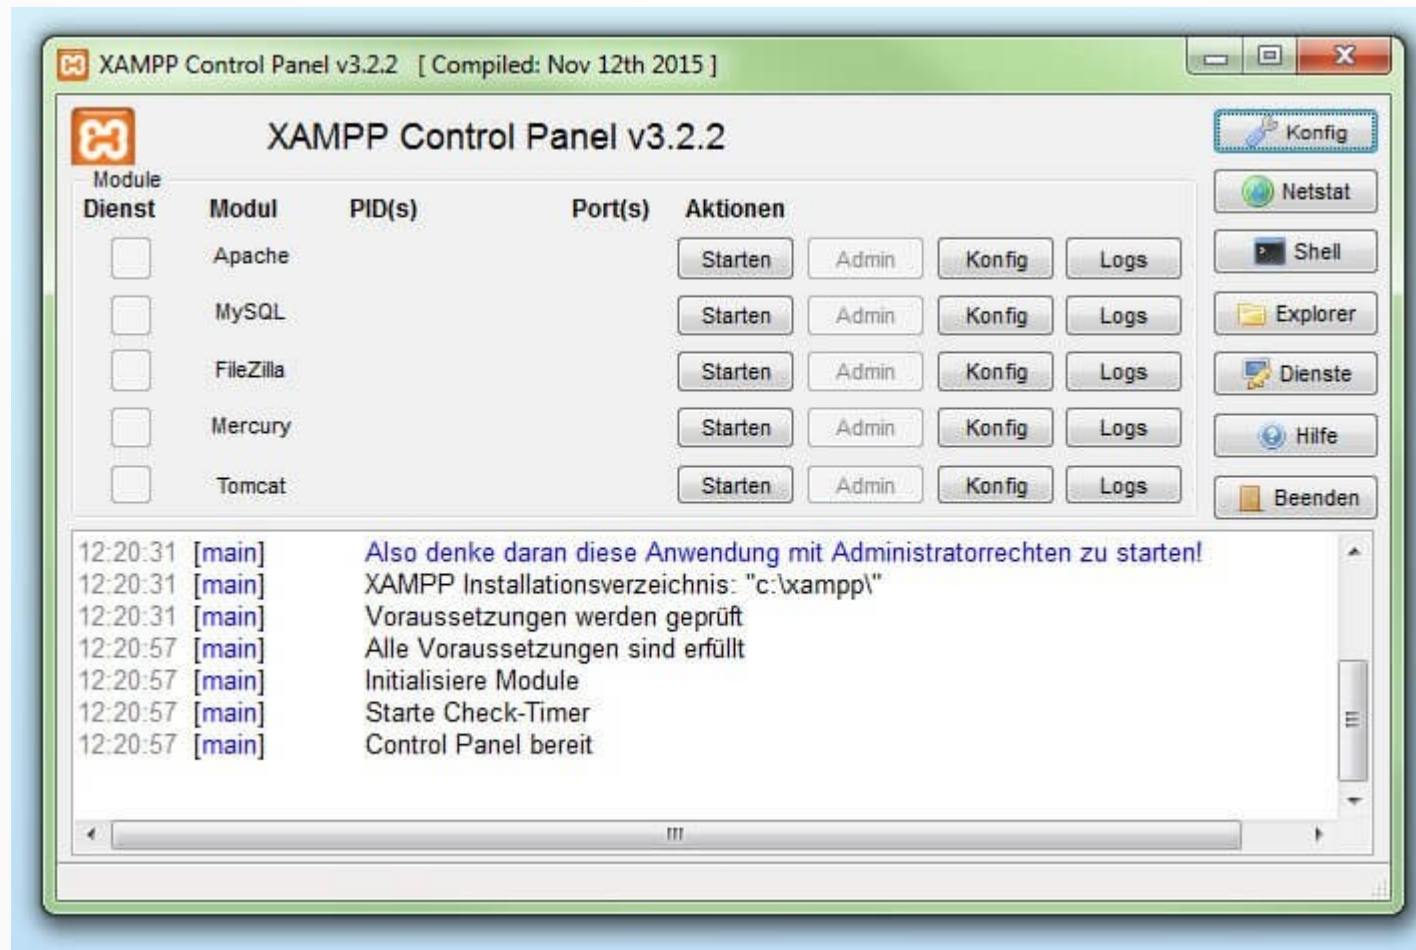 XAMPP Control Panel v3.2.2 [ Compiled: Nov 12th 2015 ]
XAMPP Control Panel v3.2.2
Konfig
Module
Netstat
Dienst Modul PID(s) Port(s) Aktionen
Apache Starten Admin Konfig Logs
Shell
MySQL Starten Admin Konfig Logs
Explorer
FileZilla Starten Admin Konfig Logs
Dienste
Mercury Starten Admin Konfig Logs
Hilfe
Tomcat Starten Admin Konfig Logs
Beenden
12:20:31 [main] Also denke daran diese Anwendung mit Administratorrechten zu starten!
12:20:31 [main] XAMPP Installationsverzeichnis: "c:\xampp\"
12:20:31 [main] Voraussetzungen werden geprüft
12:20:57 [main] Alle Voraussetzungen sind erfüllt
12:20:57 [main] Initialisiere Module
12:20:57 [main] Starte Check-Timer
12:20:57 [main] Control Panel bereit